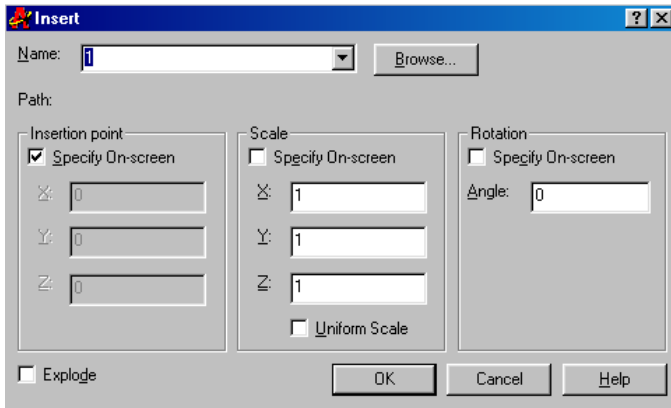 Insert
Name: 1 Browse...
Path:
Insertion point Scale Rotation
Specify On-screen Specify On-screen Specify On-screen
X: 0 X: 1 Angle: 0
Y: 0 Y: 1
Z: 0 Z: 1
Uniform Scale
Explode OK Cancel Help